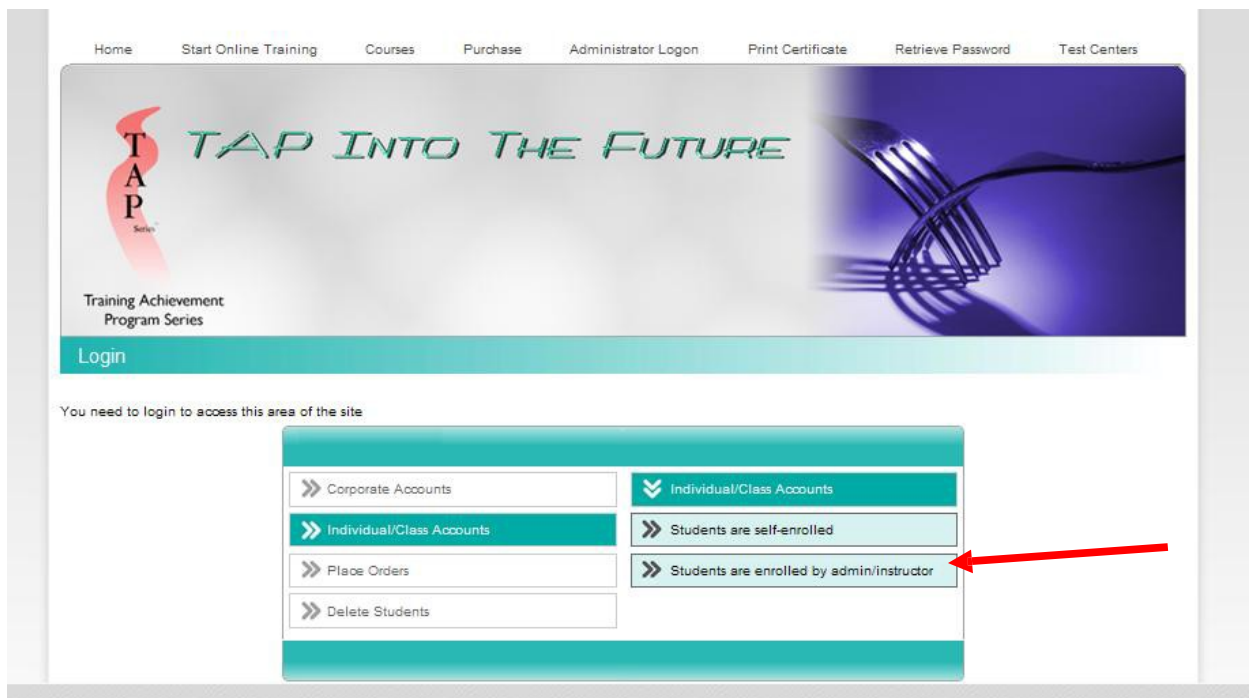 Home Start Online Training Courses Purchase Administrator Logon Print Certificate Retrieve Password Test Centers
TAP INTO THE FUTURE
T
A
P
Series
Training Achievement
Program Series
Login
You need to login to access this area of the site
Corporate Accounts
Individual/Class Accounts
Place Orders
Delete Students
Individual/Class Accounts
Students are self-enrolled
Students are enrolled by admin/instructor